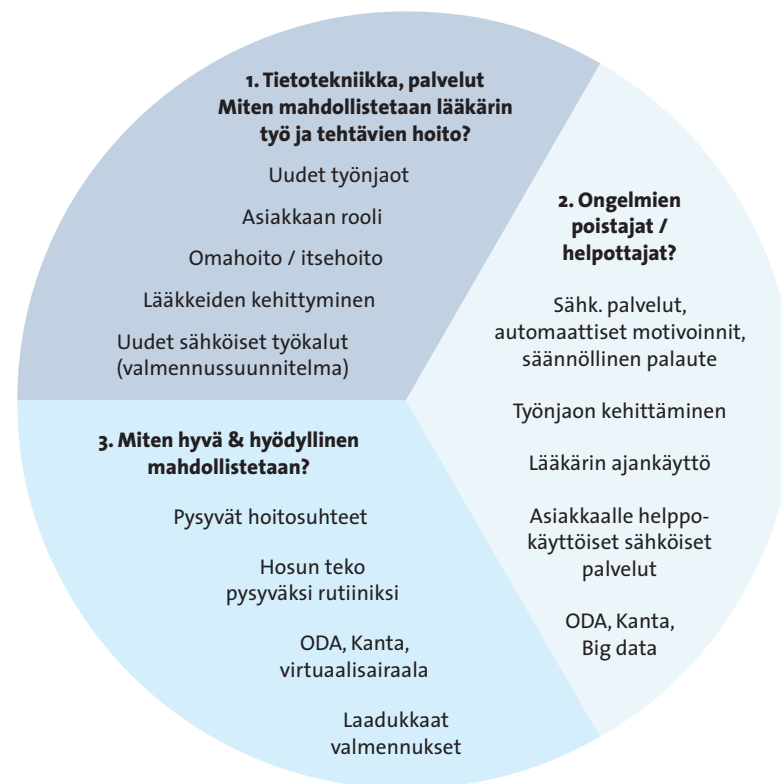 1. Tietotekniikka, palvelut
Miten mahdollistetaan lääkärin
työ ja tehtävien hoito?
Uudet työnjaot
Asiakkaan rooli
Omahoito / itsehoito
Lääkkeiden kehittyminen
Uudet sähköiset työkalut
(valmennussuunnitelma)
2. Ongelmien
poistajat /
helpottajat?
Sähk. palvelut,
automaattiset motivoinnit,
säännöllinen palaute
Työnjaon kehittäminen
Lääkärin ajankäyttö
Asiakkaalle helppo-
käyttöiset sähköiset
palvelut
ODA, Kanta,
Big data
3. Miten hyvä & hyödyllinen
mahdollistetaan?
Pysyvät hoitosuhteet
Hosun teko
pysyväksi rutiiniksi
ODA, Kanta,
virtuaalisairaala
Laadukkaat
valmennukset